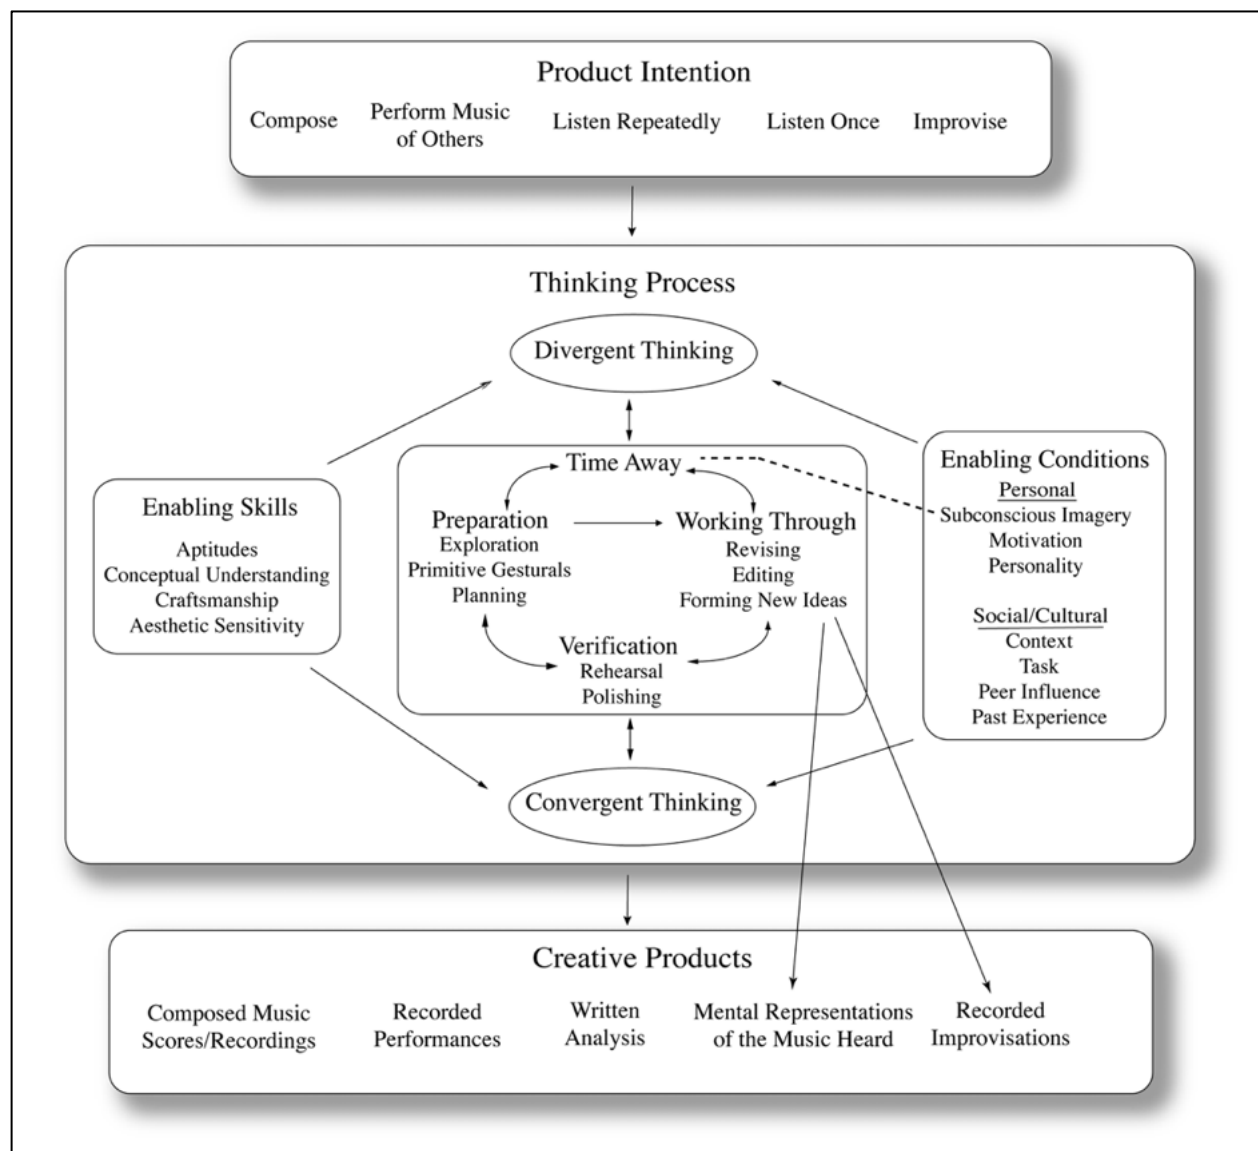 Product Intention
Compose
Perform Music
of Others
Listen Repeatedly
Listen Once
Improvise
Thinking Process
Divergent Thinking
Enabling Skills
Aptitudes
Conceptual Understanding
Craftsmanship
Aesthetic Sensitivity
Time Away
Preparation
Exploration
Primitive Gesturals
Planning
Working Through
Revising
Editing
Forming New Ideas
Verification
Rehearsal
Polishing
Enabling Conditions
Personal
Subconscious Imagery
Motivation
Personality
Social/Cultural
Context
Task
Peer Influence
Past Experience
Convergent Thinking
Creative Products
Composed Music
Scores/Recordings
Recorded
Performances
Written
Analysis
Mental Representations
of the Music Heard
Recorded
Improvisations